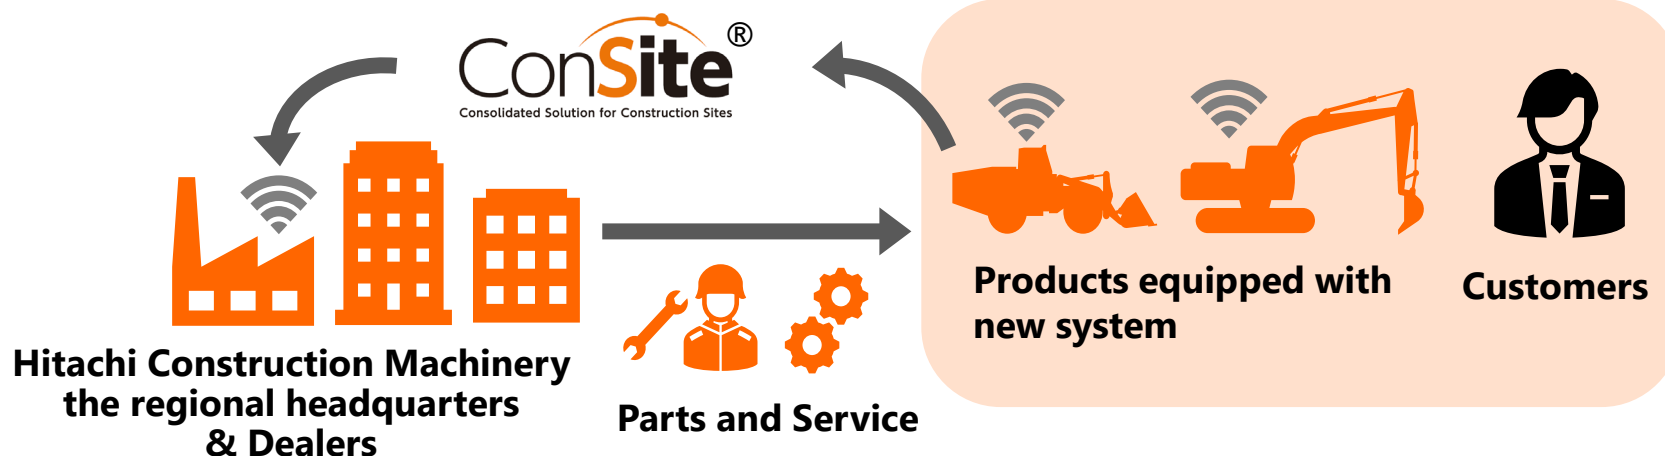 ConSite®
Consolidated Solution for Construction Sites
Products equipped with
new system
Customers
Hitachi Construction Machinery
the regional headquarters
& Dealers
Parts and Service